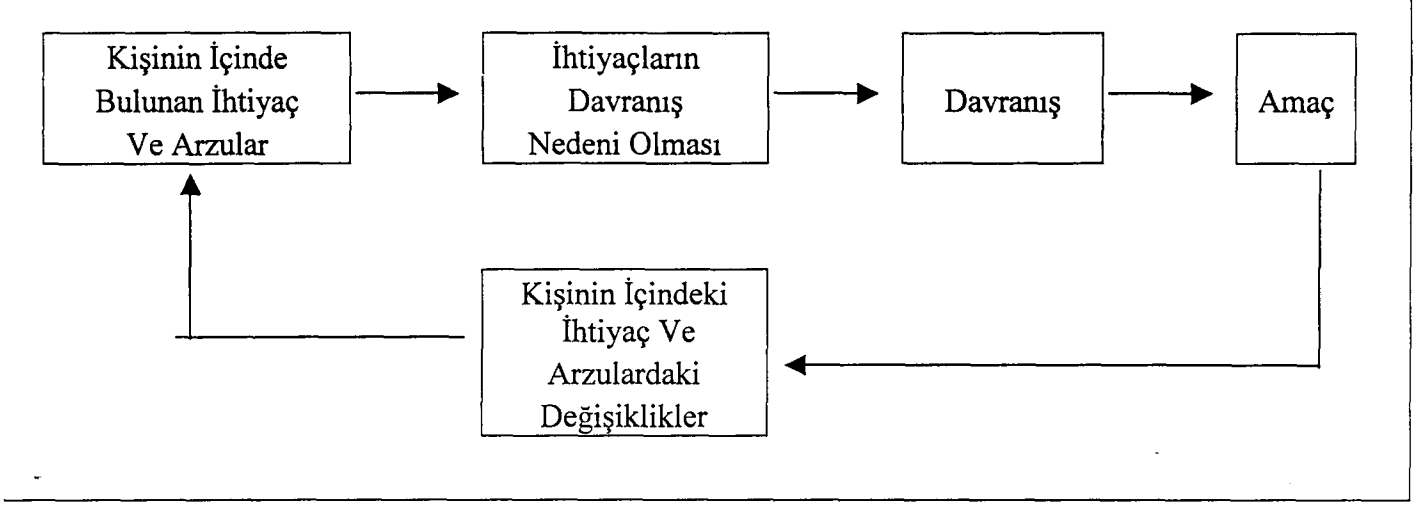 Kişinin İçinde
Bulunan İhtiyaç
Ve Arzular
İhtiyaçların
Davranış
Nedeni Olması
Davranış
Amaç
Kişinin İçindeki
İhtiyaç Ve
Arzulardaki
Değişiklikler